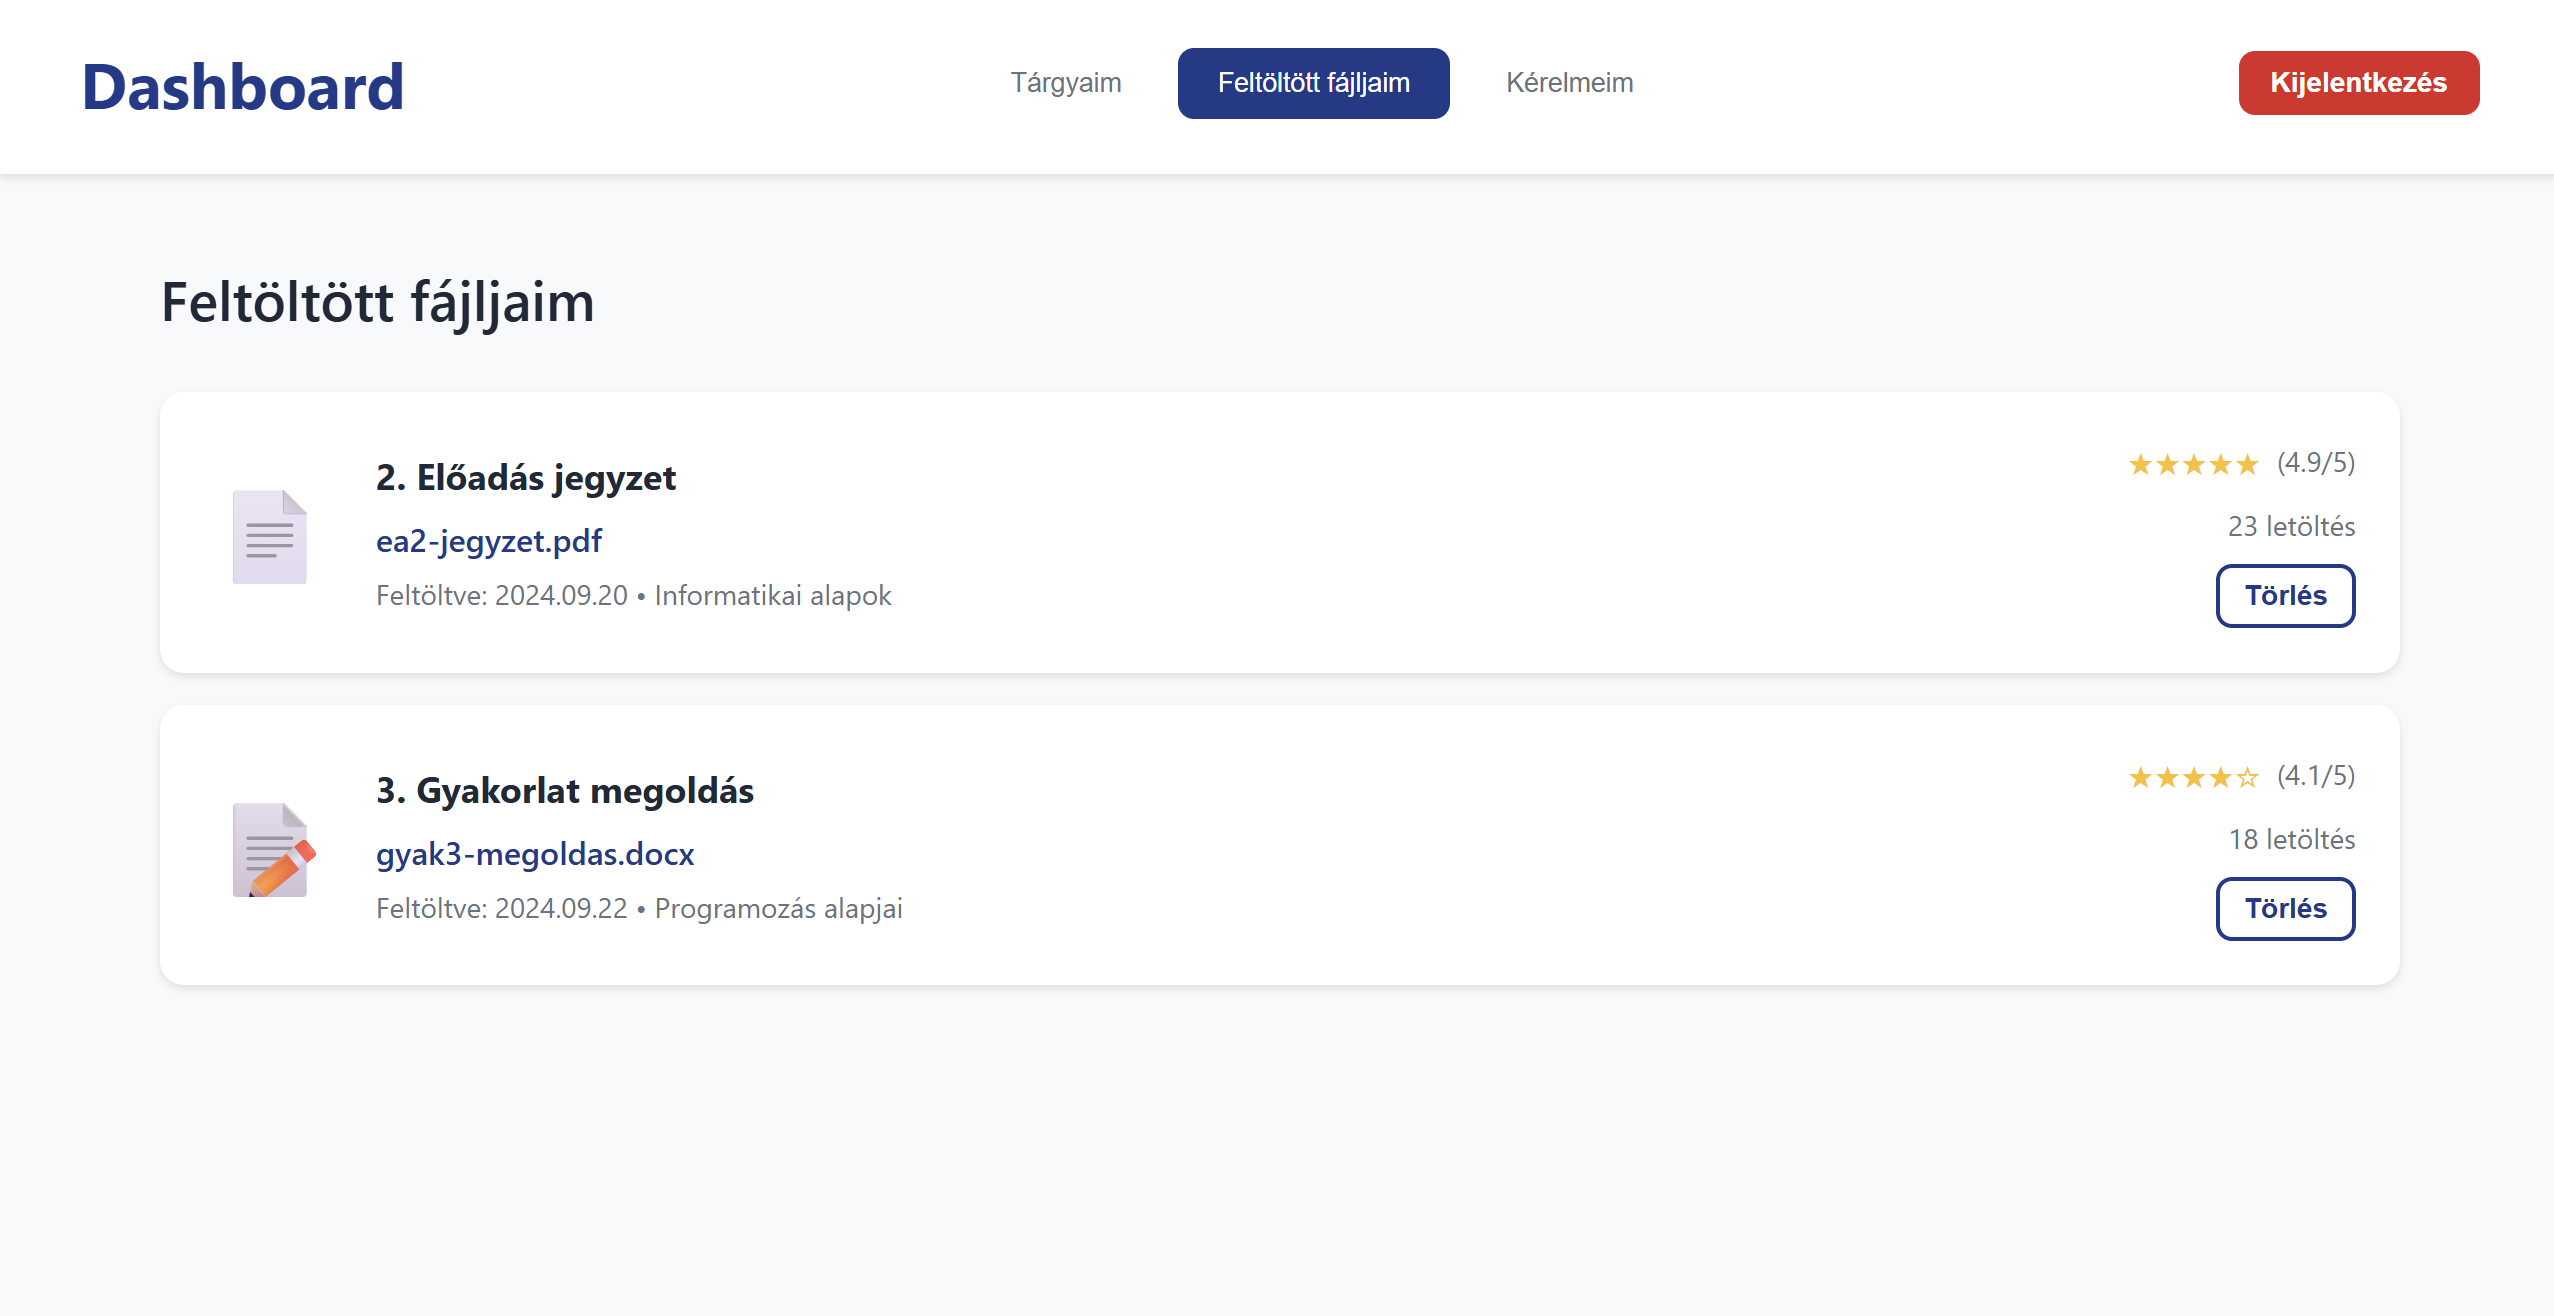 Dashboard
Tárgyaim
Feltöltött fájljaim
Kérelmeim
Kijelentkezés
Feltöltött fájljaim
2. Előadás jegyzet
ea2-jegyzet.pdf
Feltöltve: 2024.09.20 • Informatikai alapok
★★★★★ (4.9/5)
23 letöltés
Törlés
3. Gyakorlat megoldás
gyak3-megoldas.docx
Feltöltve: 2024.09.22 • Programozás alapjai
★★★★☆ (4.1/5)
18 letöltés
Törlés